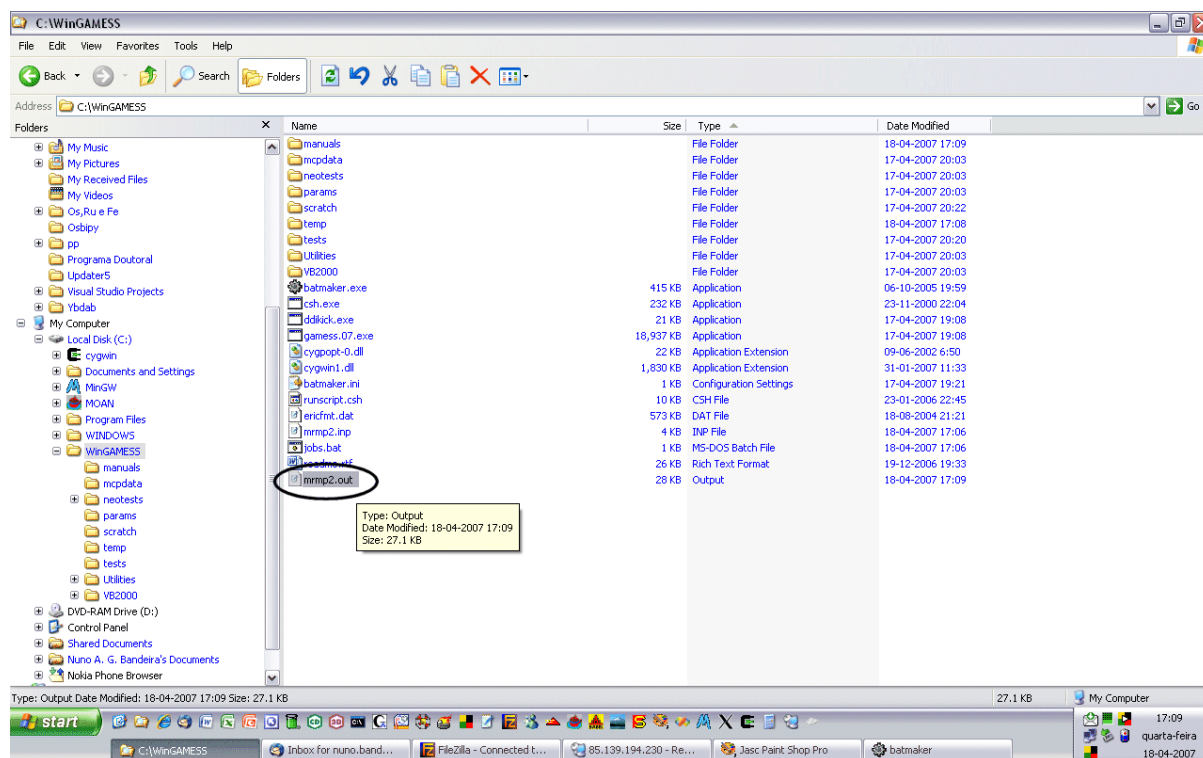 C:\WinGAMESS
File Edit View Favorites Tools Help
Back Search Folders
Address C:\WinGAMESS Go
Folders
My Music
My Pictures
My Received Files
My Videos
Os,Ru e Fe
Osbipy
pp
Programa Doutoral
Updater5
Visual Studio Projects
Ybdab
My Computer
Local Disk (C:)
cygwin
Documents and Settings
MinGW
MOAN
Program Files
WINDOWS
WinGAMESS
manuals
mcpdata
neotests
params
scratch
temp
tests
Utilities
VB2000
DVD-RAM Drive (D:)
Control Panel
Shared Documents
Nuno A. G. Bandeira's Documents
Nokia Phone Browser
Name Size Type Date Modified
manuals File Folder 18-04-2007 17:09
mcpdata File Folder 17-04-2007 20:03
neotests File Folder 17-04-2007 20:03
params File Folder 17-04-2007 20:03
scratch File Folder 17-04-2007 20:22
temp File Folder 18-04-2007 17:08
tests File Folder 17-04-2007 20:20
Utilities File Folder 17-04-2007 20:03
VB2000 File Folder 17-04-2007 20:03
batmaker.exe 415 KB Application 06-10-2005 19:59
csh.exe 232 KB Application 23-11-2000 22:04
ddikick.exe 21 KB Application 17-04-2007 19:08
gamess.07.exe 18,937 KB Application 17-04-2007 19:08
cygpopt-0.dll 22 KB Application Extension 09-06-2002 6:50
cygwin1.dll 1,830 KB Application Extension 31-01-2007 11:33
batmaker.ini 1 KB Configuration Settings 17-04-2007 19:21
runscript.csh 10 KB CSH File 23-01-2006 22:45
ericfmt.dat 573 KB DAT File 18-08-2004 21:21
mrmp2.inp 4 KB INP File 18-04-2007 17:06
jobs.bat 1 KB MS-DOS Batch File 18-04-2007 17:06
readme.rtf 26 KB Rich Text Format 19-12-2006 19:33
mrmp2.out 28 KB Output 18-04-2007 17:09
Type: Output
Date Modified: 18-04-2007 17:09
Size: 27.1 KB
Type: Output Date Modified: 18-04-2007 17:09 Size: 27.1 KB 27.1 KB My Computer
start 17:09
quarta-feira
C:\WinGAMESS Inbox for nuno.band... FileZilla - Connected t... 85.139.194.230 - Re... Jasc Paint Shop Pro batmaker 18-04-2007